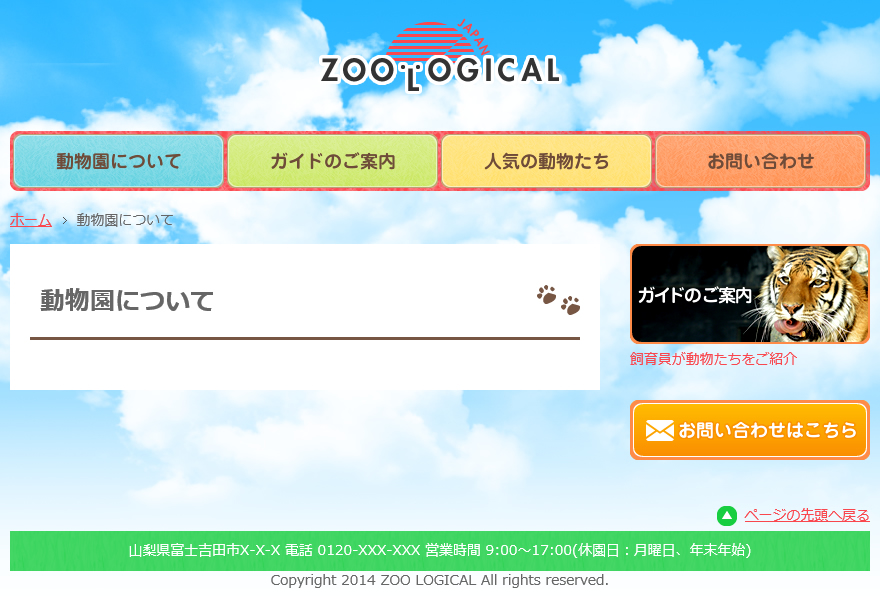 JAPAN
ZOO LOGICAL
動物園について
ガイドのご案内
人気の動物たち
お問い合わせ
ホーム > 動物園について
動物園について
ガイドのご案内
飼育員が動物たちをご紹介
お問い合わせはこちら
ページの先頭へ戻る
山梨県富士吉田市X-X-X 電話 0120-XXX-XXX 営業時間 9:00～17:00(休園日：月曜日、年末年始)
Copyright 2014 ZOO LOGICAL All rights reserved.